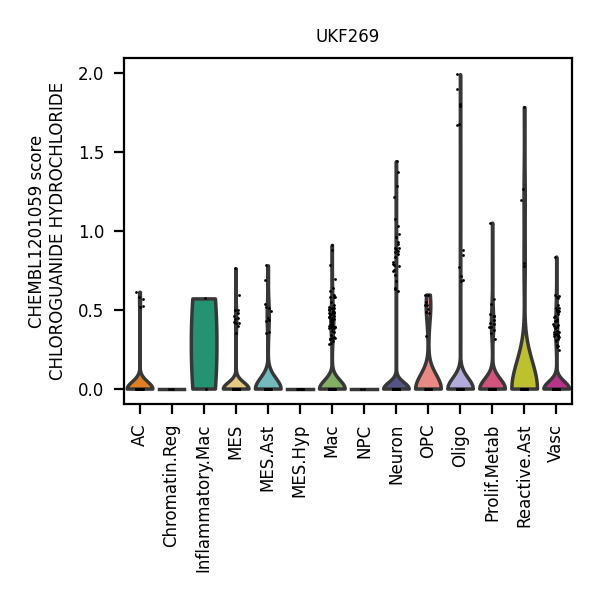 UKF269
CHEMBL1201059 score
CHLOROGUANIDE HYDROCHLORIDE
2.0
1.5
1.0
0.5
0.0
AC
Chromatin.Reg
Inflammatory.Mac
MES
MES.Ast
MES.Hyp
Mac
NPC
Neuron
OPC
Oligo
Prolif.Metab
Reactive.Ast
Vasc